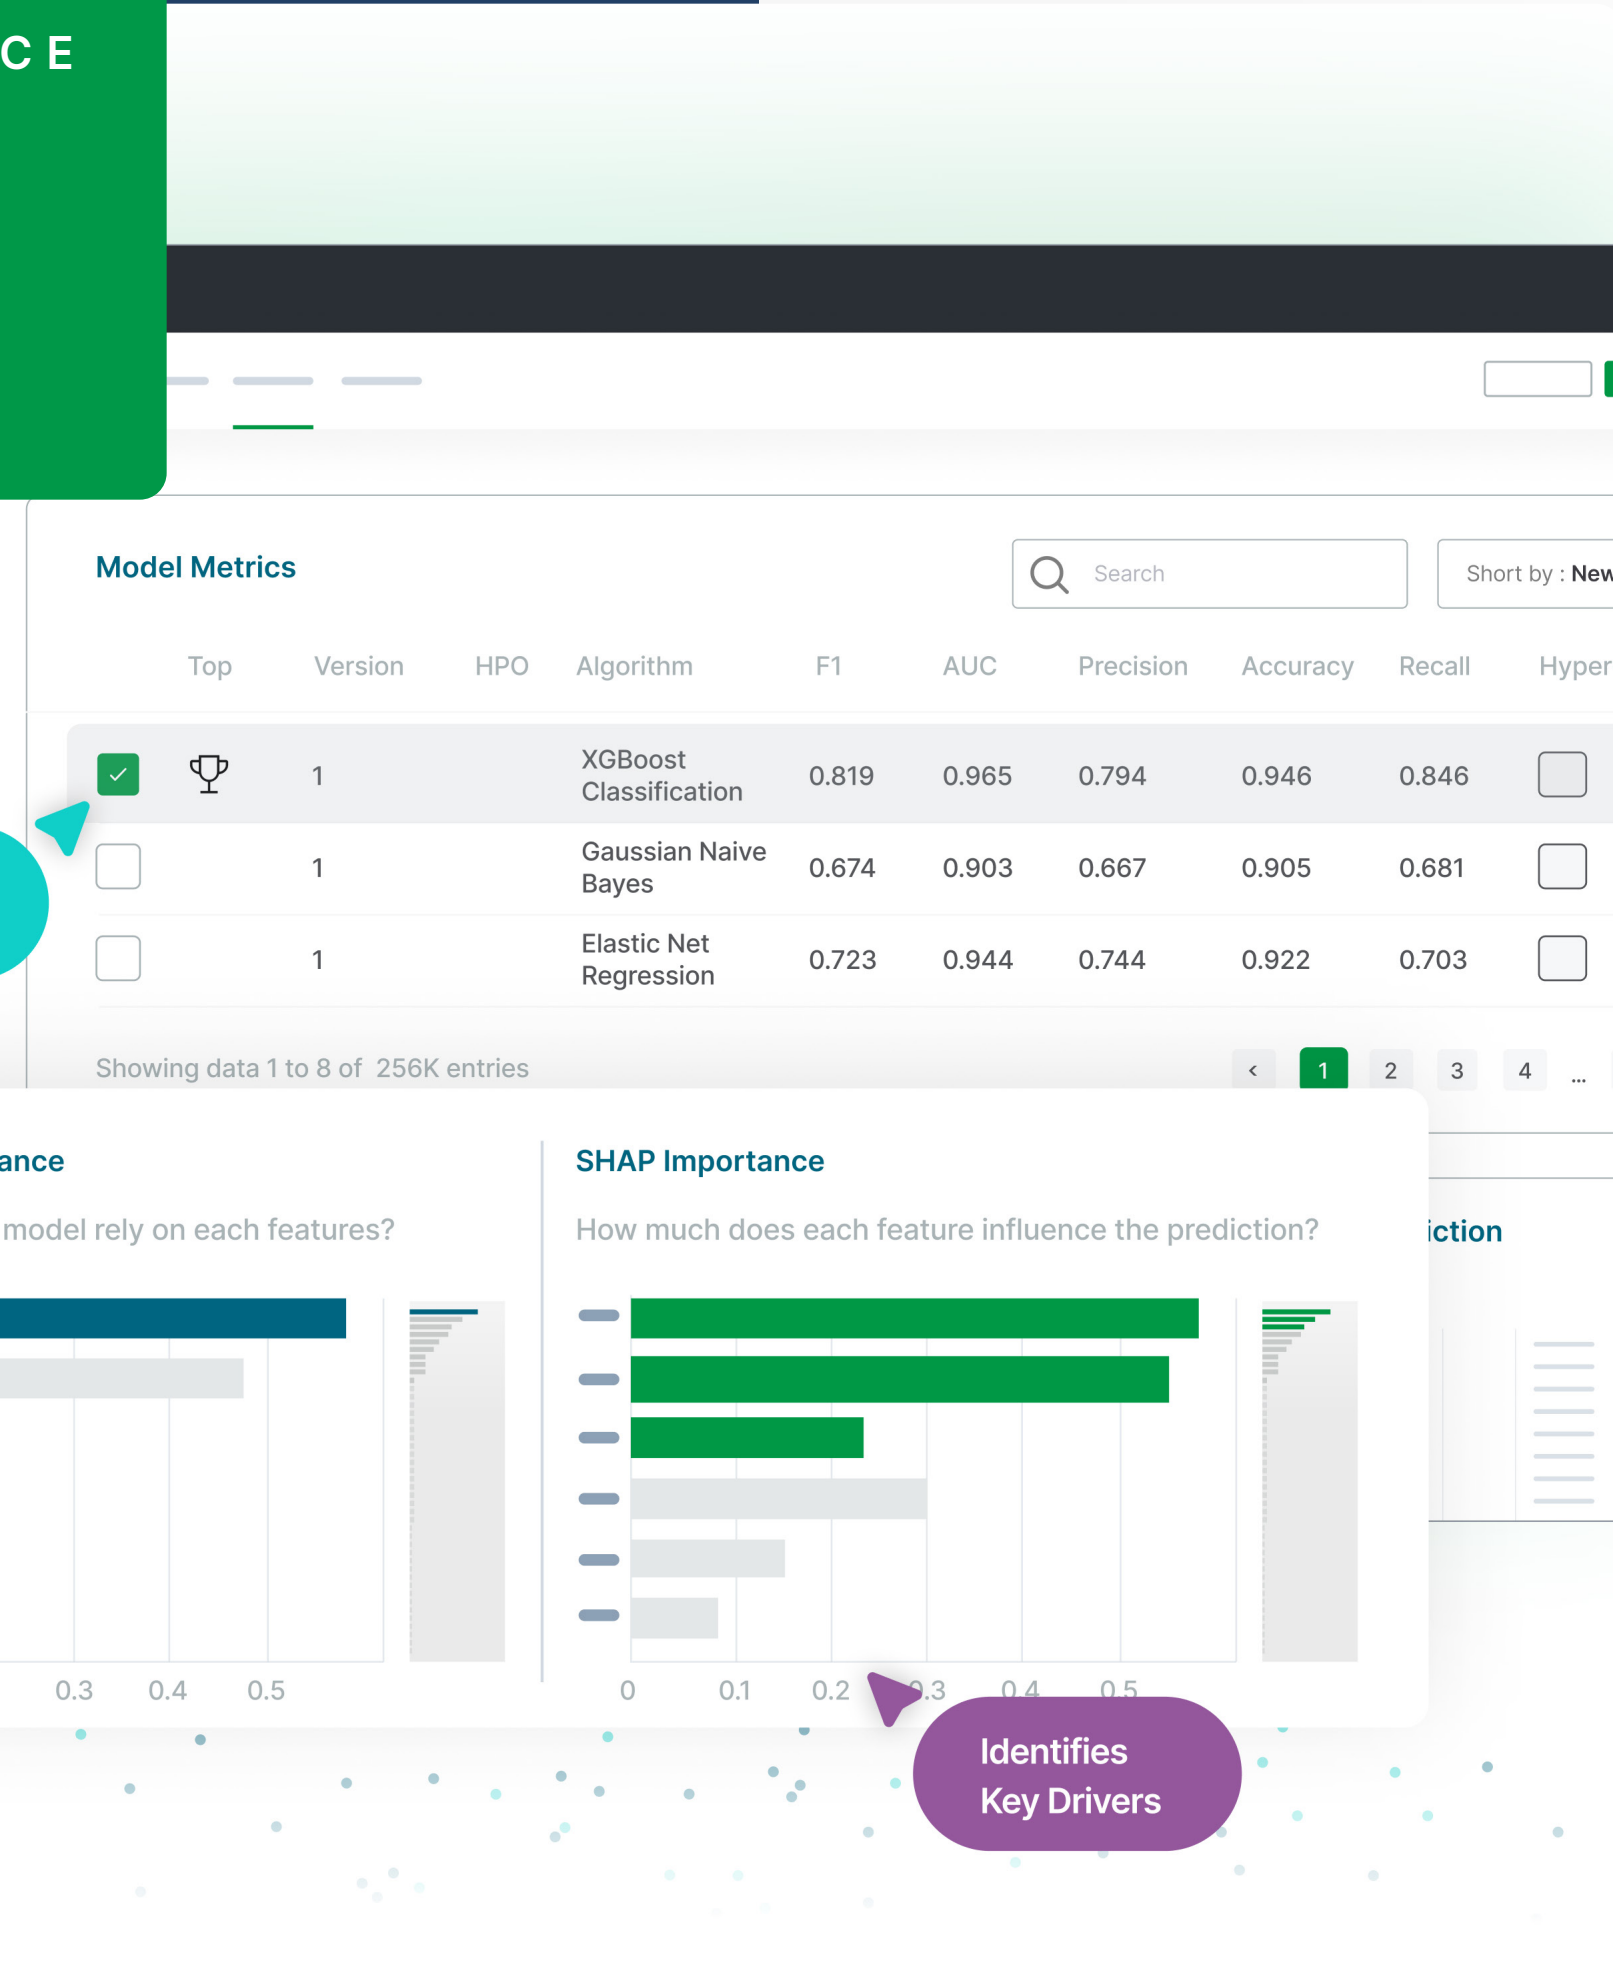 CE
Model Metrics
Search
Short by : New
Top Version HPO Algorithm F1 AUC Precision Accuracy Recall Hyper
1 XGBoost Classification 0.819 0.965 0.794 0.946 0.846
1 Gaussian Naive Bayes 0.674 0.903 0.667 0.905 0.681
1 Elastic Net Regression 0.723 0.944 0.744 0.922 0.703
Showing data 1 to 8 of 256K entries
‹ 1 2 3 4 ...
ance
model rely on each features?
0.3 0.4 0.5
SHAP Importance
How much does each feature influence the prediction?
0 0.1 0.2 0.3 0.4 0.5
iction
Identifies
Key Drivers